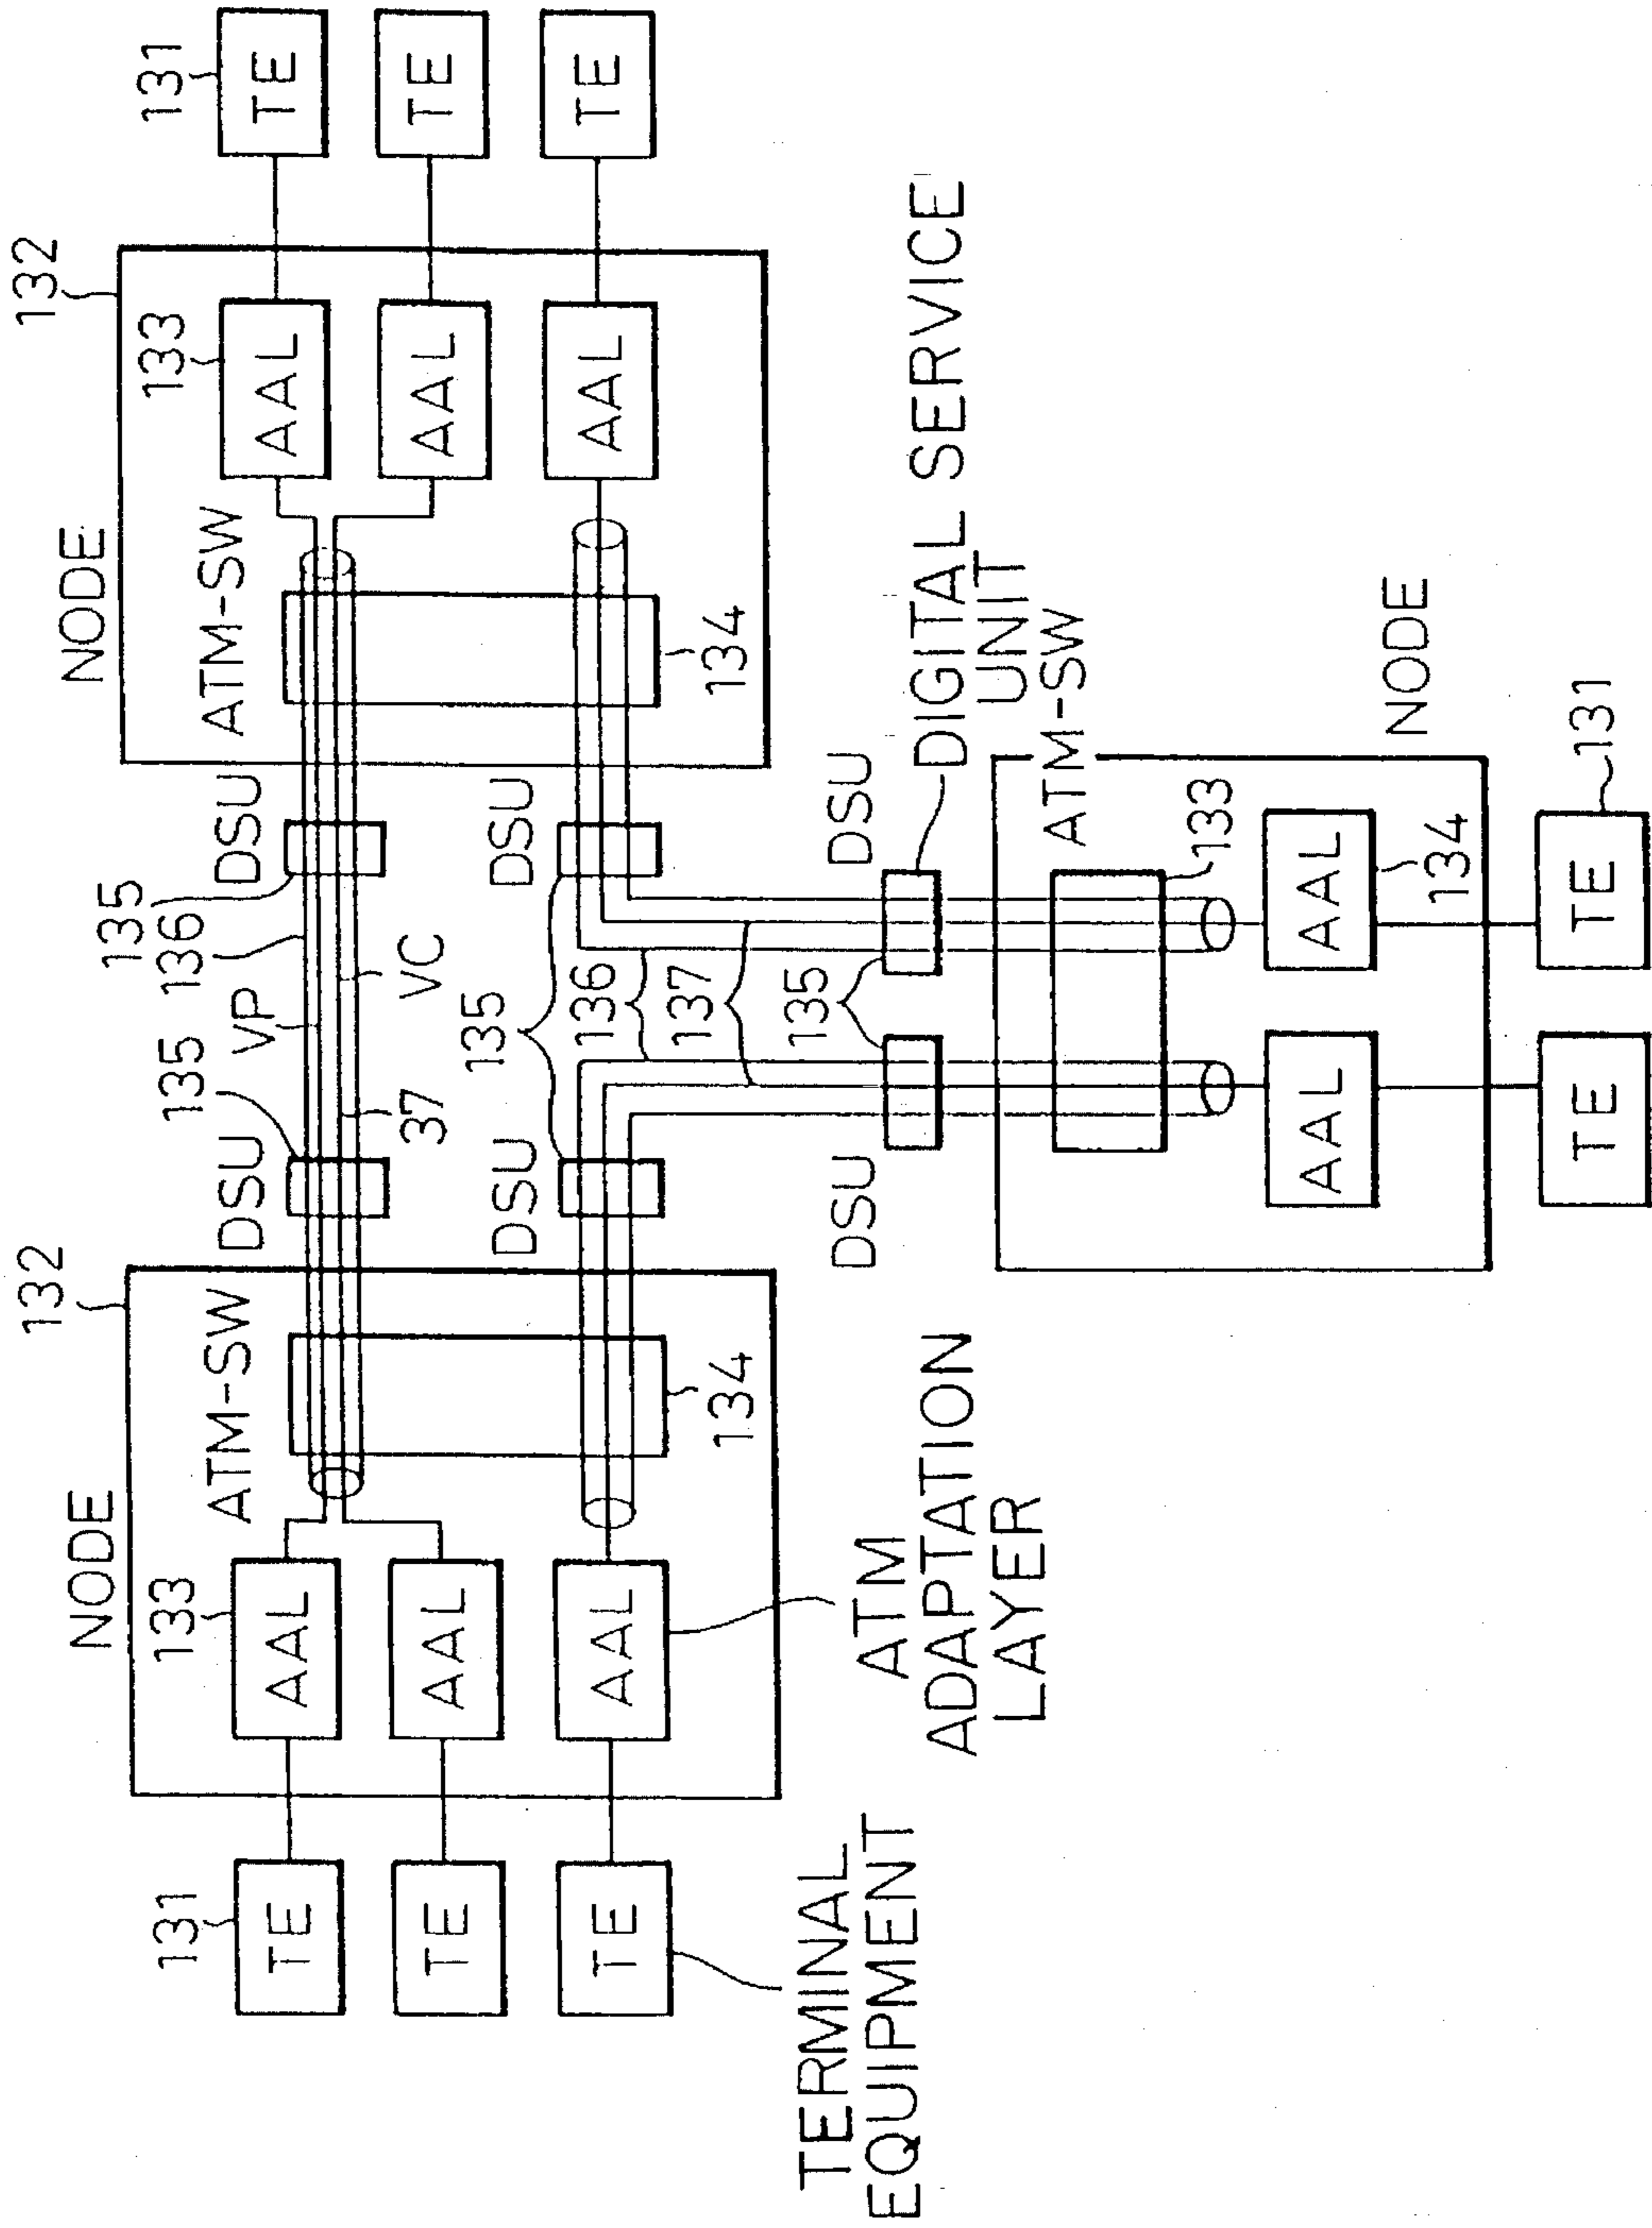 132
NODE
ATM-SW
131
133
TE
AAL
TE
AAL
TE
AAL
134
DSU
135
VP
136
135
DSU
37
VC
DSU
135
DSU
132
NODE
ATM-SW
133
131
AAL
TE
AAL
TE
AAL
TE
134
TERMINAL
EQUIPMENT
ATM
ADAPTATION
LAYER
136
137
135
DSU
DSU
DIGITAL SERVICE
UNIT
ATM-SW
133
AAL
AAL
134
NODE
TE
TE
131